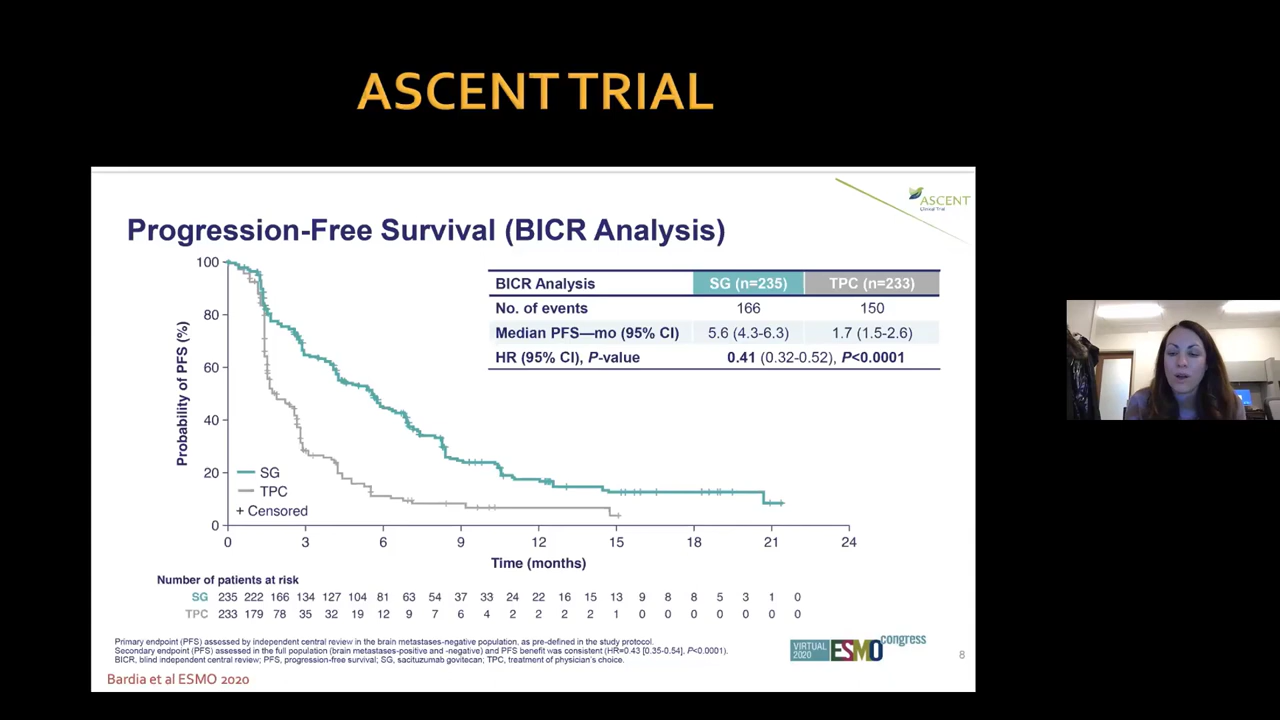 ASCENT TRIAL
ASCENT
Clinical Trial
Progression-Free Survival (BICR Analysis)
BICR Analysis SG (n=235) TPC (n=233)
No. of events 166 150
Median PFS—mo (95% CI) 5.6 (4.3-6.3) 1.7 (1.5-2.6)
HR (95% CI), P-value 0.41 (0.32-0.52), P<0.0001
Probability of PFS (%)
100
80
60
40
20
0
SG
TPC
+ Censored
0 3 6 9 12 15 18 21 24
Time (months)
Number of patients at risk
SG 235 222 166 134 127 104 81 63 54 37 33 24 22 16 15 13 9 8 8 5 3 1 0
TPC 233 179 78 35 32 19 12 9 7 6 4 2 2 2 2 1 0 0 0 0 0 0 0
Primary endpoint (PFS) assessed by independent central review in the brain metastases-negative population, as pre-defined in the study protocol.
Secondary endpoint (PFS) assessed in the full population (brain metastases-positive and -negative) and PFS benefit was consistent (HR=0.43 [0.35-0.54], P<0.0001).
BICR, blind independent central review; PFS, progression-free survival; SG, sacituzumab govitecan; TPC, treatment of physician's choice.
VIRTUAL
2020
ESMO congress
8
Bardia et al ESMO 2020